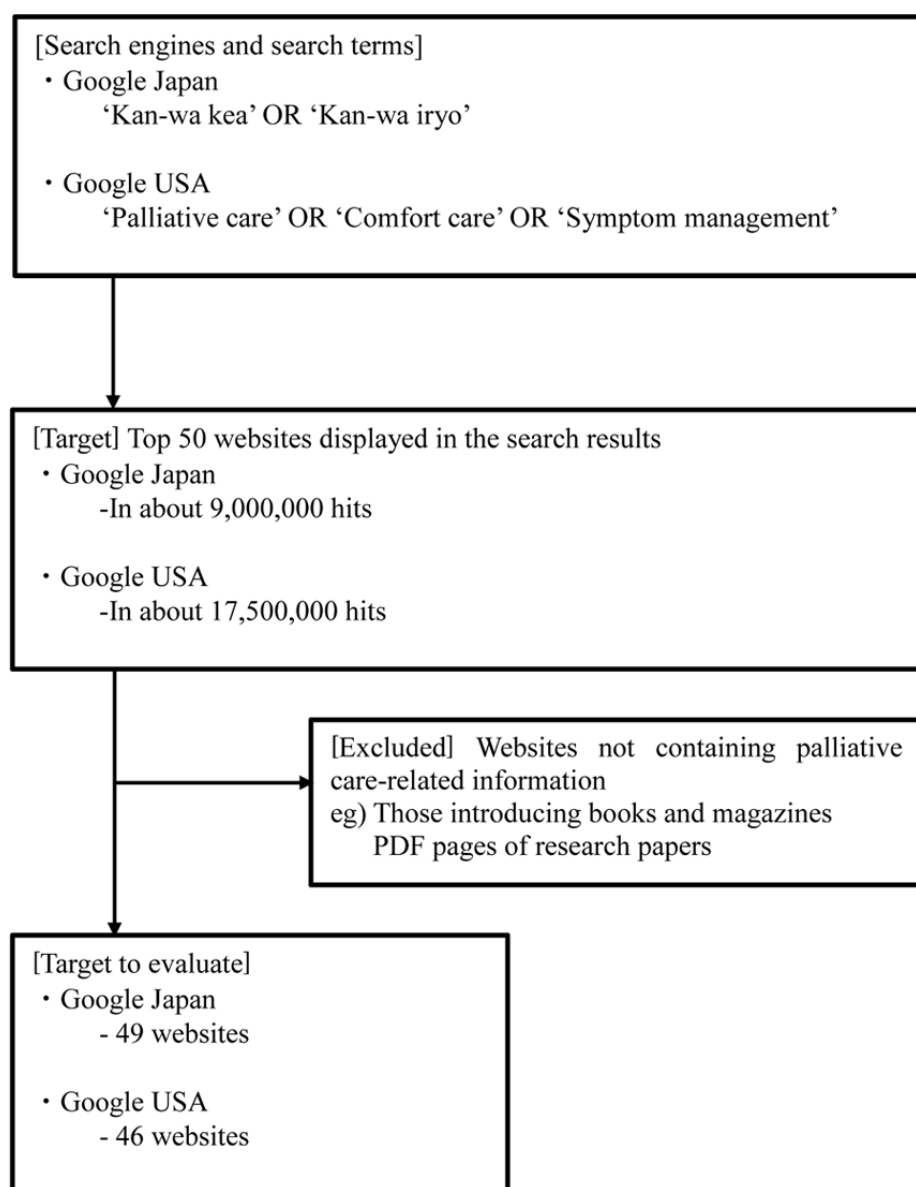 [Search engines and search terms]
・Google Japan
‘Kan-wa kea’ OR ‘Kan-wa iryo’
・Google USA
‘Palliative care’ OR ‘Comfort care’ OR ‘Symptom management’
[Target] Top 50 websites displayed in the search results
・Google Japan
-In about 9,000,000 hits
・Google USA
-In about 17,500,000 hits
[Excluded] Websites not containing palliative
care-related information
eg) Those introducing books and magazines
PDF pages of research papers
[Target to evaluate]
・Google Japan
- 49 websites
・Google USA
- 46 websites